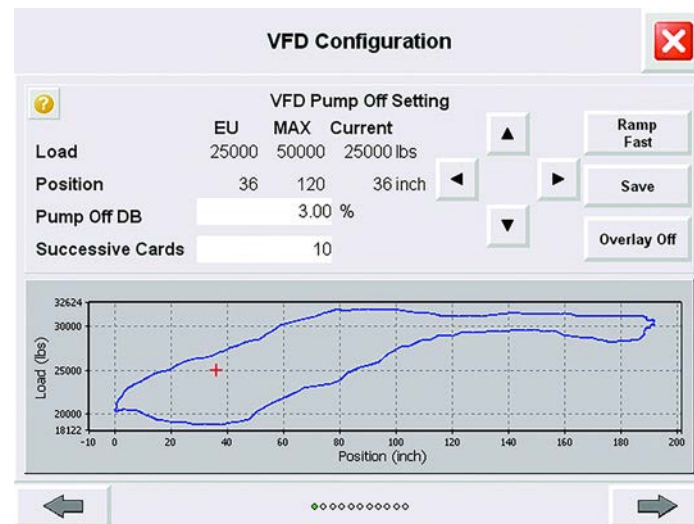 VFD Configuration
VFD Pump Off Setting
EU MAX Current
Load 25000 50000 25000 lbs
Position 36 120 36 inch
Pump Off DB 3.00 %
Successive Cards 10
Ramp Fast
Save
Overlay Off
Load (lbs)
32624
30000
25000
20000
18122
-10 0 20 40 60 80 100 120 140 160 180 200
Position (inch)